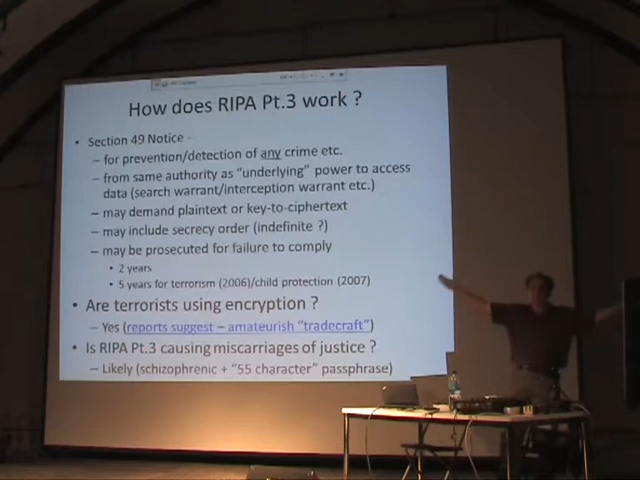 How does RIPA Pt.3 work ?
• Section 49 Notice -
– for prevention/detection of any crime etc.
– from same authority as "underlying" power to access
data (search warrant/interception warrant etc.)
– may demand plaintext or key-to-ciphertext
– may include secrecy order (indefinite ?)
– may be prosecuted for failure to comply
• 2 years
• 5 years for terrorism (2006)/child protection (2007)
• Are terrorists using encryption ?
– Yes (reports suggest – amateurish "tradecraft")
• Is RIPA Pt.3 causing miscarriages of justice ?
– Likely (schizophrenic + "55 character" passphrase)